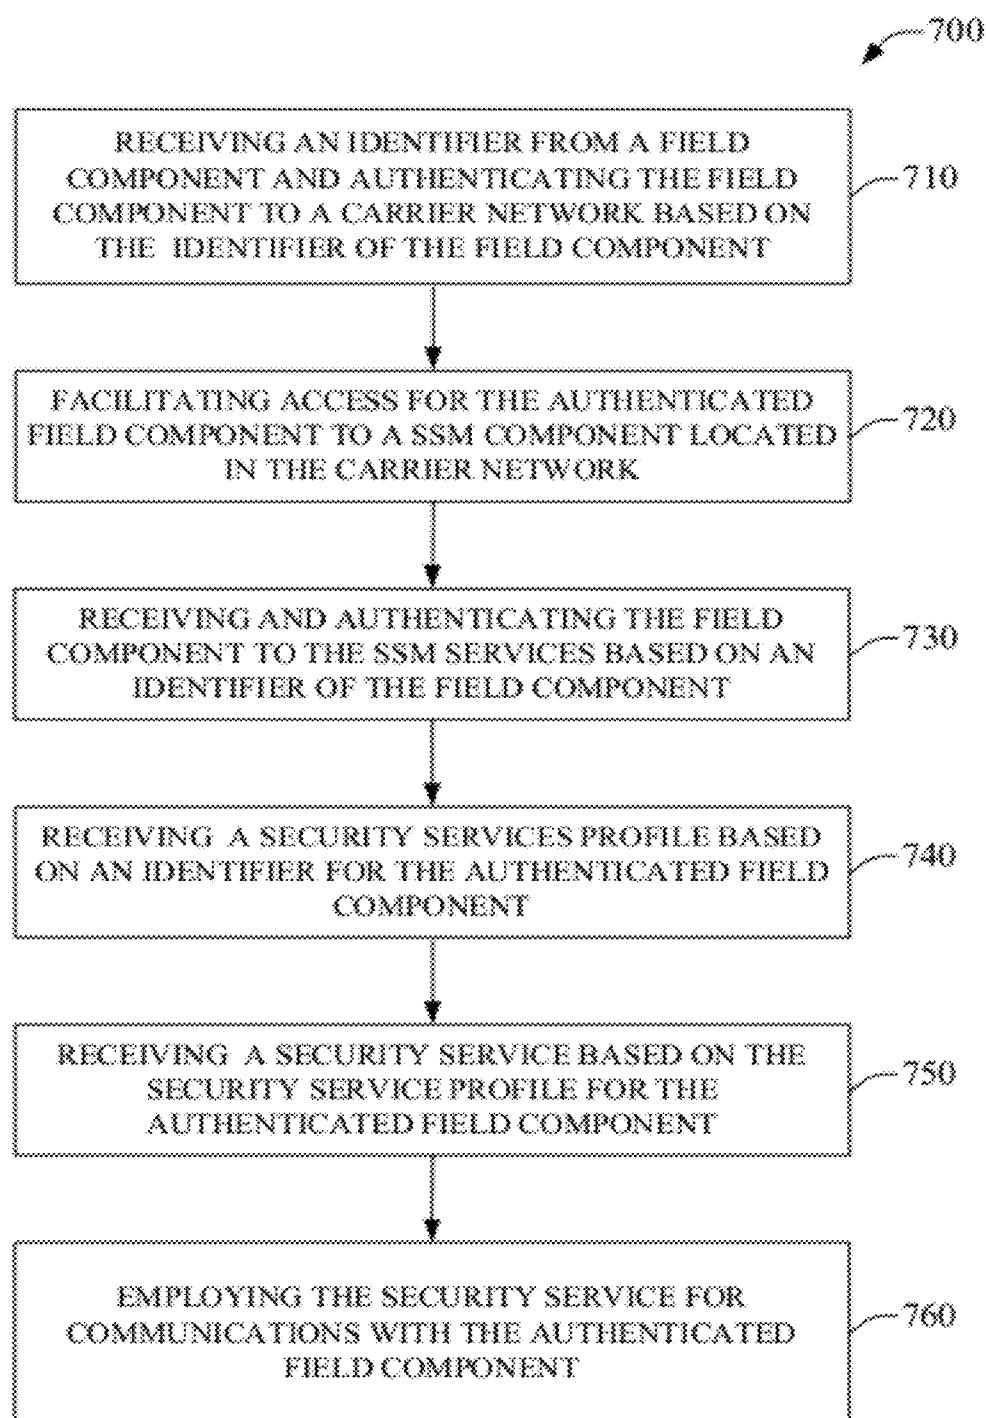 700
RECEIVING AN IDENTIFIER FROM A FIELD
COMPONENT AND AUTHENTICATING THE FIELD
COMPONENT TO A CARRIER NETWORK BASED ON
THE IDENTIFIER OF THE FIELD COMPONENT
710
FACILITATING ACCESS FOR THE AUTHENTICATED
FIELD COMPONENT TO A SSM COMPONENT LOCATED
IN THE CARRIER NETWORK
720
RECEIVING AND AUTHENTICATING THE FIELD
COMPONENT TO THE SSM SERVICES BASED ON AN
IDENTIFIER OF THE FIELD COMPONENT
730
RECEIVING A SECURITY SERVICES PROFILE BASED
ON AN IDENTIFIER FOR THE AUTHENTICATED FIELD
COMPONENT
740
RECEIVING A SECURITY SERVICE BASED ON THE
SECURITY SERVICE PROFILE FOR THE
AUTHENTICATED FIELD COMPONENT
750
EMPLOYING THE SECURITY SERVICE FOR
COMMUNICATIONS WITH THE AUTHENTICATED
FIELD COMPONENT
760